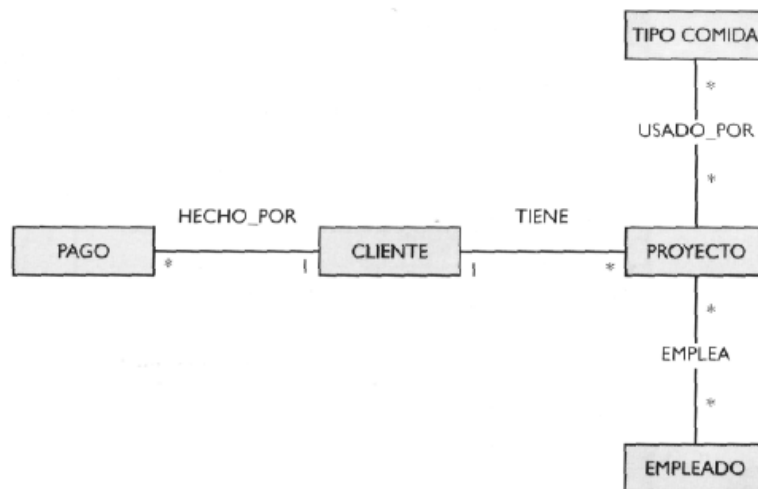 TIPO COMIDA
*
USADO_POR
*
HECHO_POR
TIENE
PAGO
CLIENTE
PROYECTO
*
1
1
*
*
EMPLEA
*
EMPLEADO